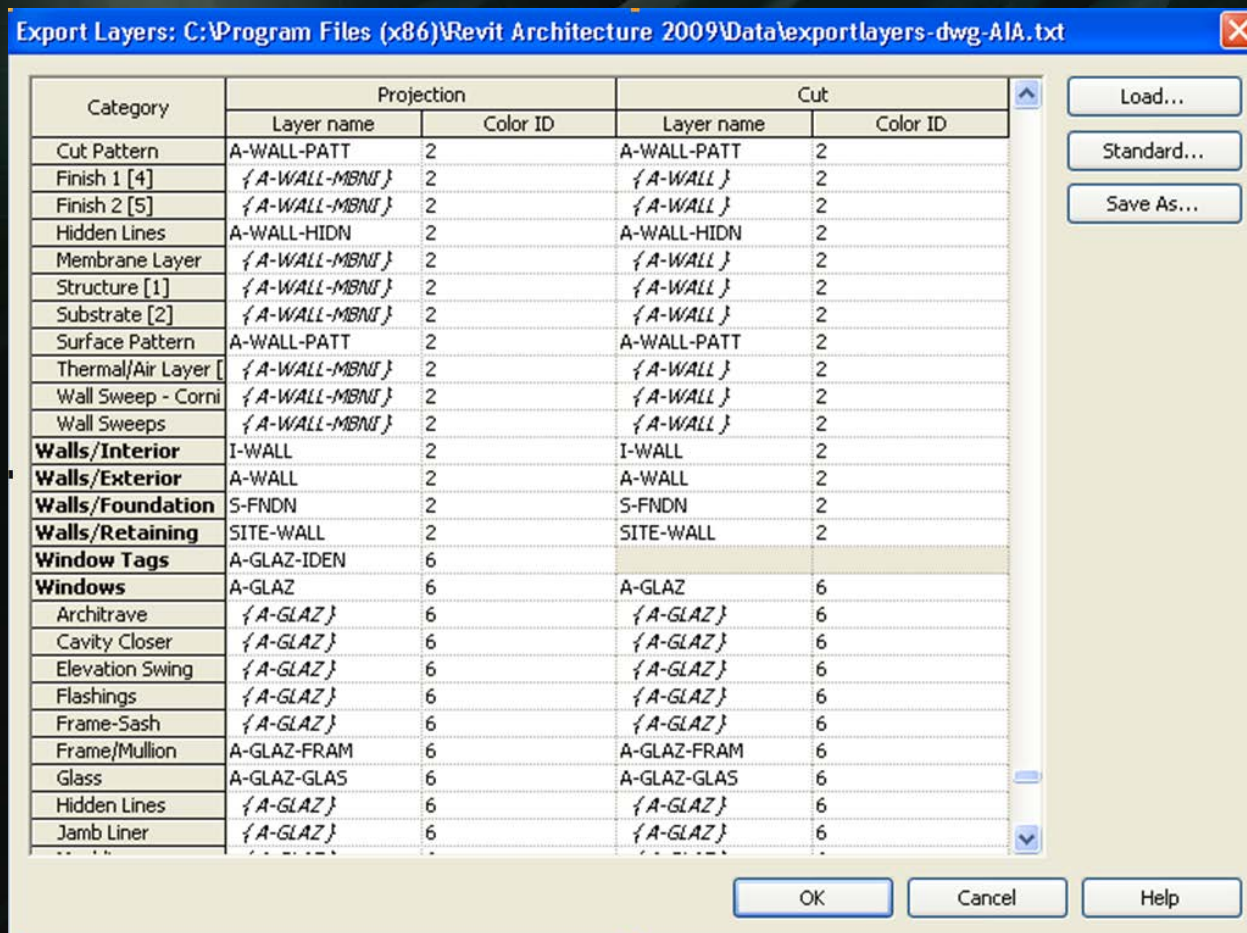 Export Layers: C:\Program Files (x86)\Revit Architecture 2009\Data\exportlayers-dwg-AIA.txt
Category Projection Cut
Layer name Color ID Layer name Color ID
Cut Pattern A-WALL-PATT 2 A-WALL-PATT 2
Finish 1 [4] { A-WALL-MBNI } 2 { A-WALL } 2
Finish 2 [5] { A-WALL-MBNI } 2 { A-WALL } 2
Hidden Lines A-WALL-HIDN 2 A-WALL-HIDN 2
Membrane Layer { A-WALL-MBNI } 2 { A-WALL } 2
Structure [1] { A-WALL-MBNI } 2 { A-WALL } 2
Substrate [2] { A-WALL-MBNI } 2 { A-WALL } 2
Surface Pattern A-WALL-PATT 2 A-WALL-PATT 2
Thermal/Air Layer [ { A-WALL-MBNI } 2 { A-WALL } 2
Wall Sweep - Corni { A-WALL-MBNI } 2 { A-WALL } 2
Wall Sweeps { A-WALL-MBNI } 2 { A-WALL } 2
Walls/Interior I-WALL 2 I-WALL 2
Walls/Exterior A-WALL 2 A-WALL 2
Walls/Foundation S-FNDN 2 S-FNDN 2
Walls/Retaining SITE-WALL 2 SITE-WALL 2
Window Tags A-GLAZ-IDEN 6
Windows A-GLAZ 6 A-GLAZ 6
Architrave { A-GLAZ } 6 { A-GLAZ } 6
Cavity Closer { A-GLAZ } 6 { A-GLAZ } 6
Elevation Swing { A-GLAZ } 6 { A-GLAZ } 6
Flashings { A-GLAZ } 6 { A-GLAZ } 6
Frame-Sash { A-GLAZ } 6 { A-GLAZ } 6
Frame/Mullion A-GLAZ-FRAM 6 A-GLAZ-FRAM 6
Glass A-GLAZ-GLAS 6 A-GLAZ-GLAS 6
Hidden Lines { A-GLAZ } 6 { A-GLAZ } 6
Jamb Liner { A-GLAZ } 6 { A-GLAZ } 6
Load...
Standard...
Save As...
OK Cancel Help